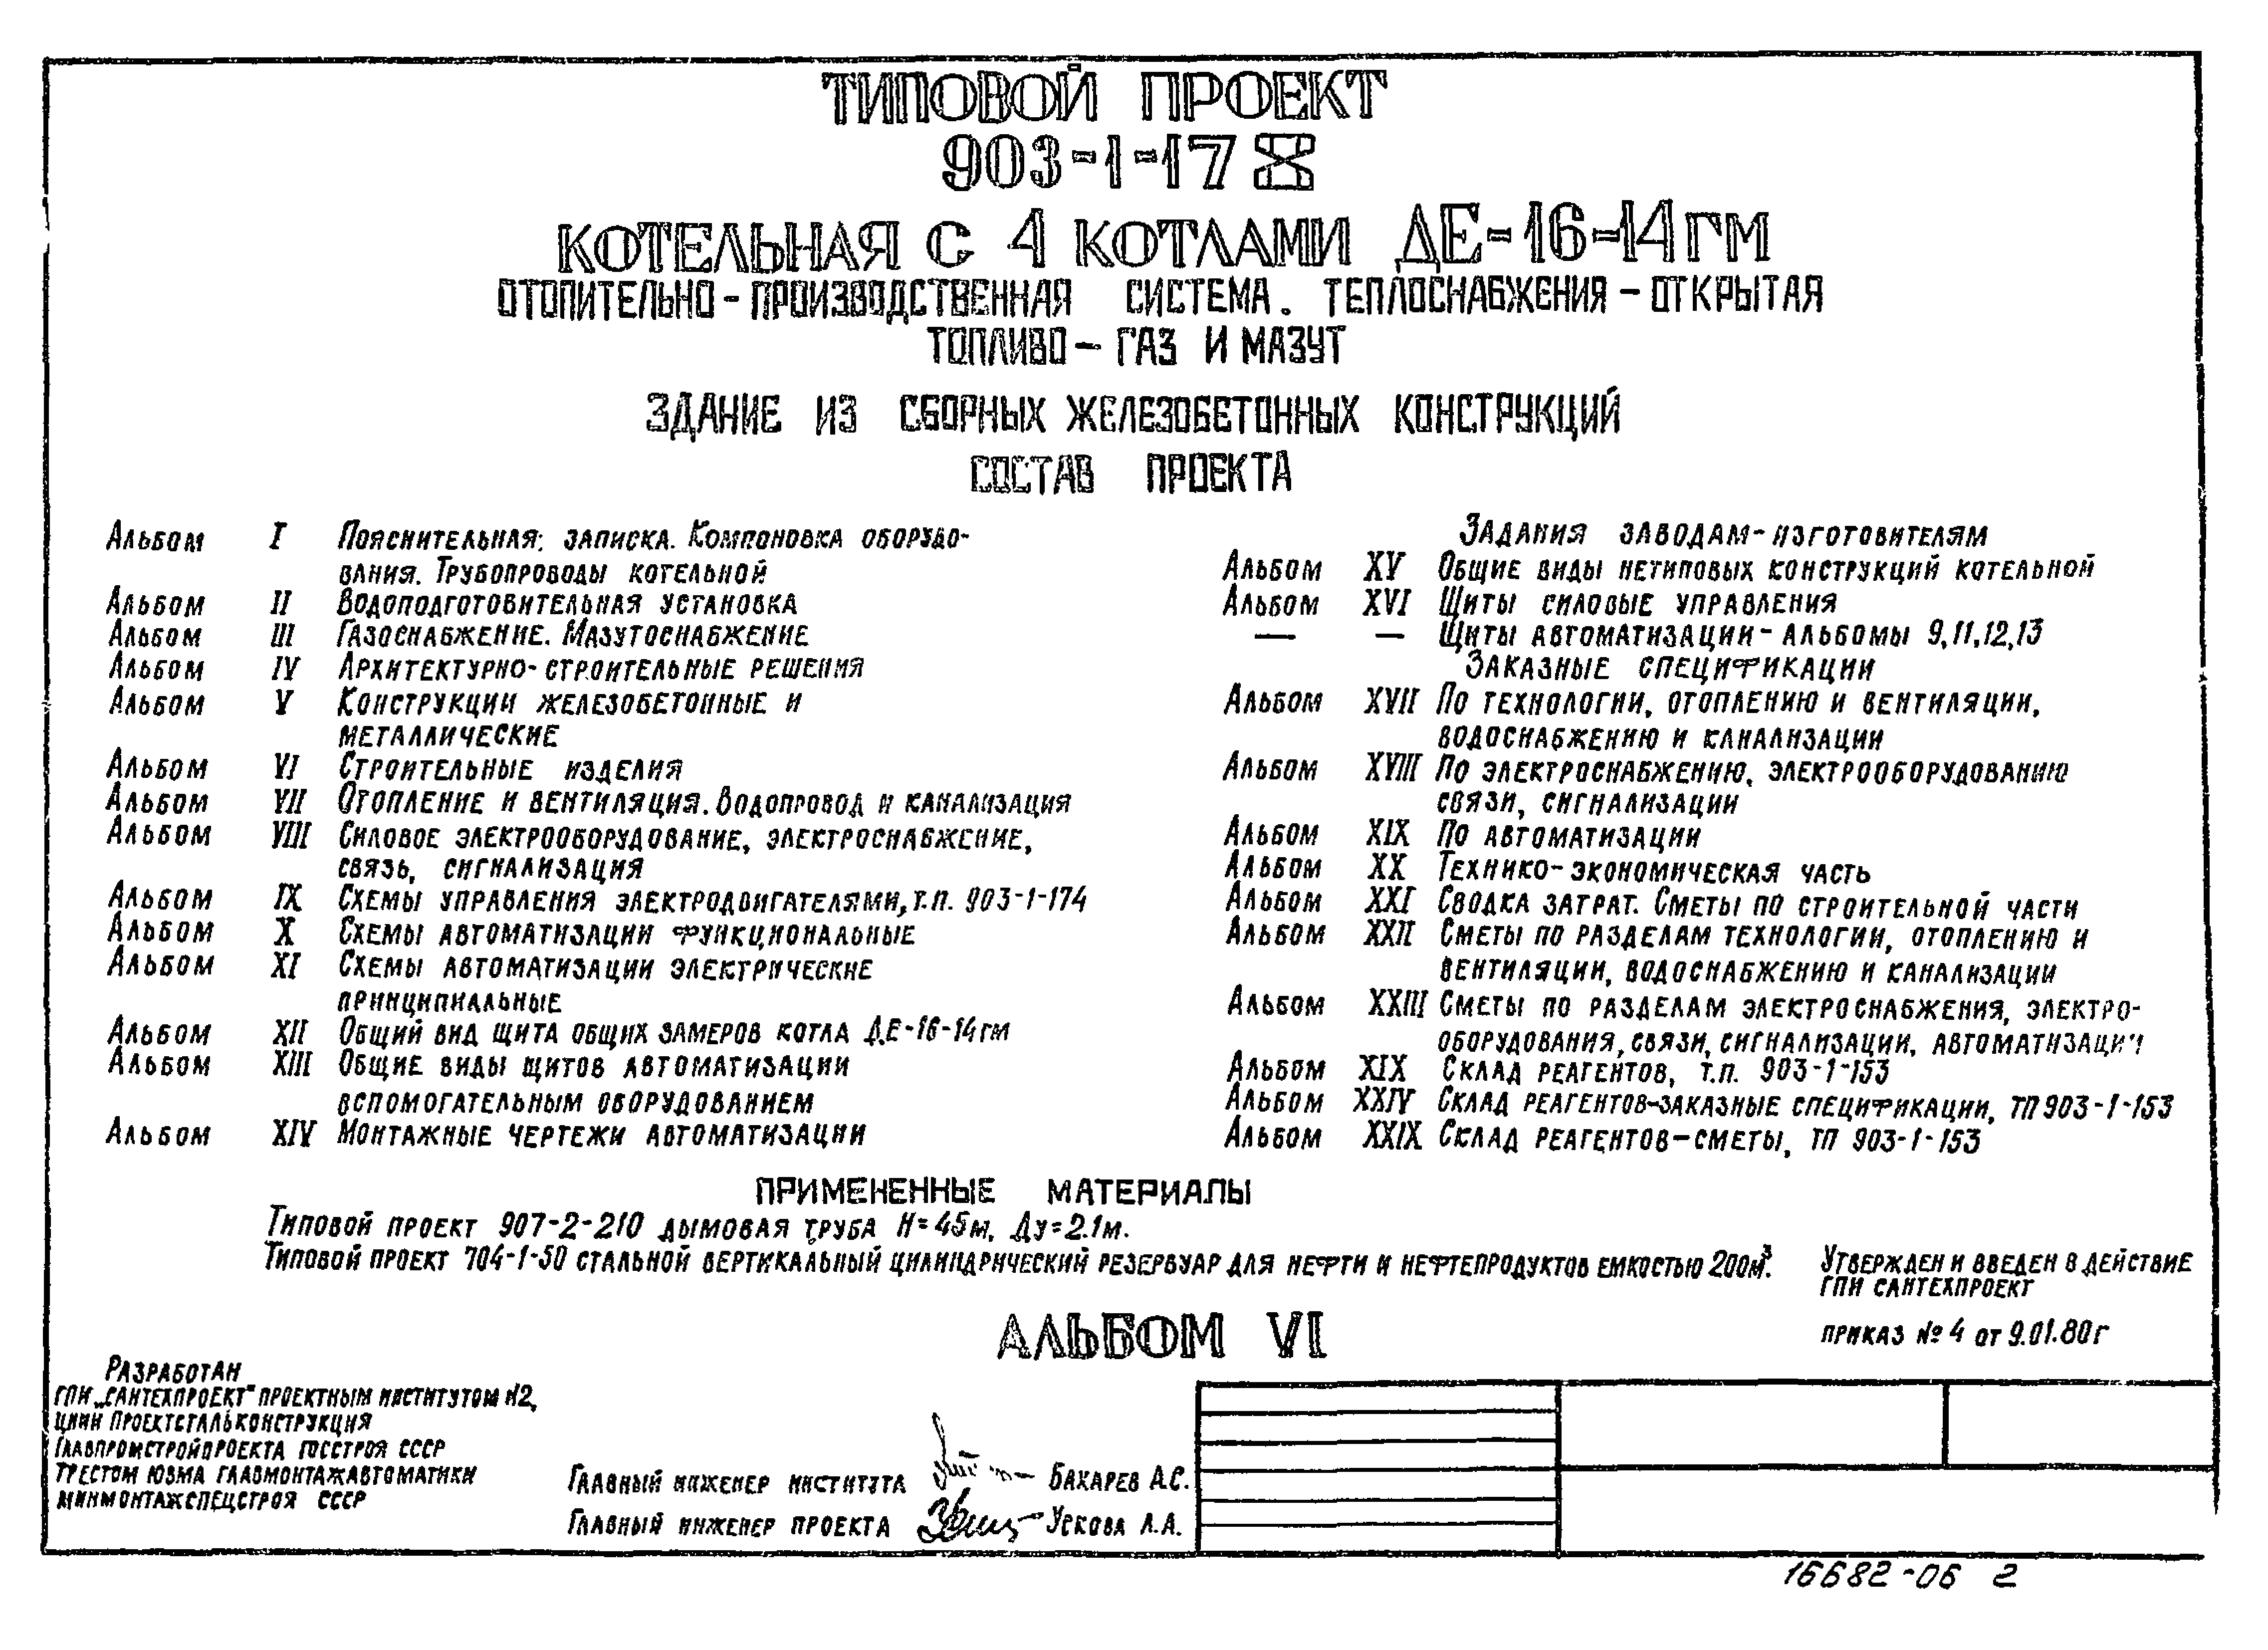 ТИПОВОЙ ПРОЕКТ
903-1-178
КОТЕЛЬНАЯ С 4 КОТЛАМИ ДЕ-16-14ГМ
ОТОПИТЕЛЬНО-ПРОИЗВОДСТВЕННАЯ СИСТЕМА. ТЕПЛОСНАБЖЕНИЯ-ОТКРЫТАЯ
ТОПЛИВО- ГАЗ И МАЗУТ
ЗДАНИЕ ИЗ СБОРНЫХ ЖЕЛЕЗОБЕТОННЫХ КОНСТРУКЦИЙ
СОСТАВ ПРОЕКТА
Альбом I Пояснительная: записка. Компоновка оборудо-
вания. Трубопроводы котельной
Альбом II Водоподготовительная установка
Альбом III Газоснабжение. Мазутоснабжение
Альбом IV Архитектурно-строительные решения
Альбом V Конструкции железобетонные и
металлические
Альбом VI Строительные изделия
Альбом VII Отопление и вентиляция. Водопровод и канализация
Альбом VIII Силовое электрооборудование, электроснабжение,
связь, сигнализация
Альбом IX Схемы управления электродвигателями, т.п. 903-1-174
Альбом X Схемы автоматизации функциональные
Альбом XI Схемы автоматизации электрические
принципиальные
Альбом XII Общий вид щита общих замеров котла ДЕ-16-14гм
Альбом XIII Общие виды щитов автоматизации
вспомогательным оборудованием
Альбом XIV Монтажные чертежи автоматизации
Задания заводам-изготовителям
Альбом XV Общие виды нетиповых конструкций котельной
Альбом XVI Щиты силовые управления
— — Щиты автоматизации-альбомы 9,11,12,13
Заказные спецификации
Альбом XVII По технологии, отоплению и вентиляции,
водоснабжению и канализации
Альбом XVIII По электроснабжению, электрооборудованию
связи, сигнализации
Альбом XIX По автоматизации
Альбом XX Технико-экономическая часть
Альбом XXI Сводка затрат. Сметы по строительной части
Альбом XXII Сметы по разделам технологии, отоплению и
вентиляции, водоснабжению и канализации
Альбом XXIII Сметы по разделам электроснабжения, электро-
оборудования, связи, сигнализации, автоматизации
Альбом XIX Склад реагентов, т.п. 903-1-153
Альбом XXIV Склад реагентов-заказные спецификации, ТП 903-1-153
Альбом XXIX Склад реагентов-сметы, ТП 903-1-153
ПРИМЕНЕННЫЕ МАТЕРИАЛЫ
Типовой проект 907-2-210 дымовая труба Н=45м, Ду=2.1м.
Типовой проект 704-1-50 стальной вертикальный цилиндрический резервуар для нефти и нефтепродуктов емкостью 200м³.
Утвержден и введен в действие
ГПИ Сантехпроект
приказ № 4 от 9.01.80г
АЛЬБОМ VI
Разработан
ГПИ „Сантехпроект" проектным институтом №2,
ЦНИИ Проектстальконструкция
Главпромстройпроекта Госстроя СССР
трестом ЮВМА Главмонтажавтоматики
Минмонтажспецстроя СССР
Главный инженер института Бахарев А.С.
Главный инженер проекта Ускова Л.А.
16682-06 2